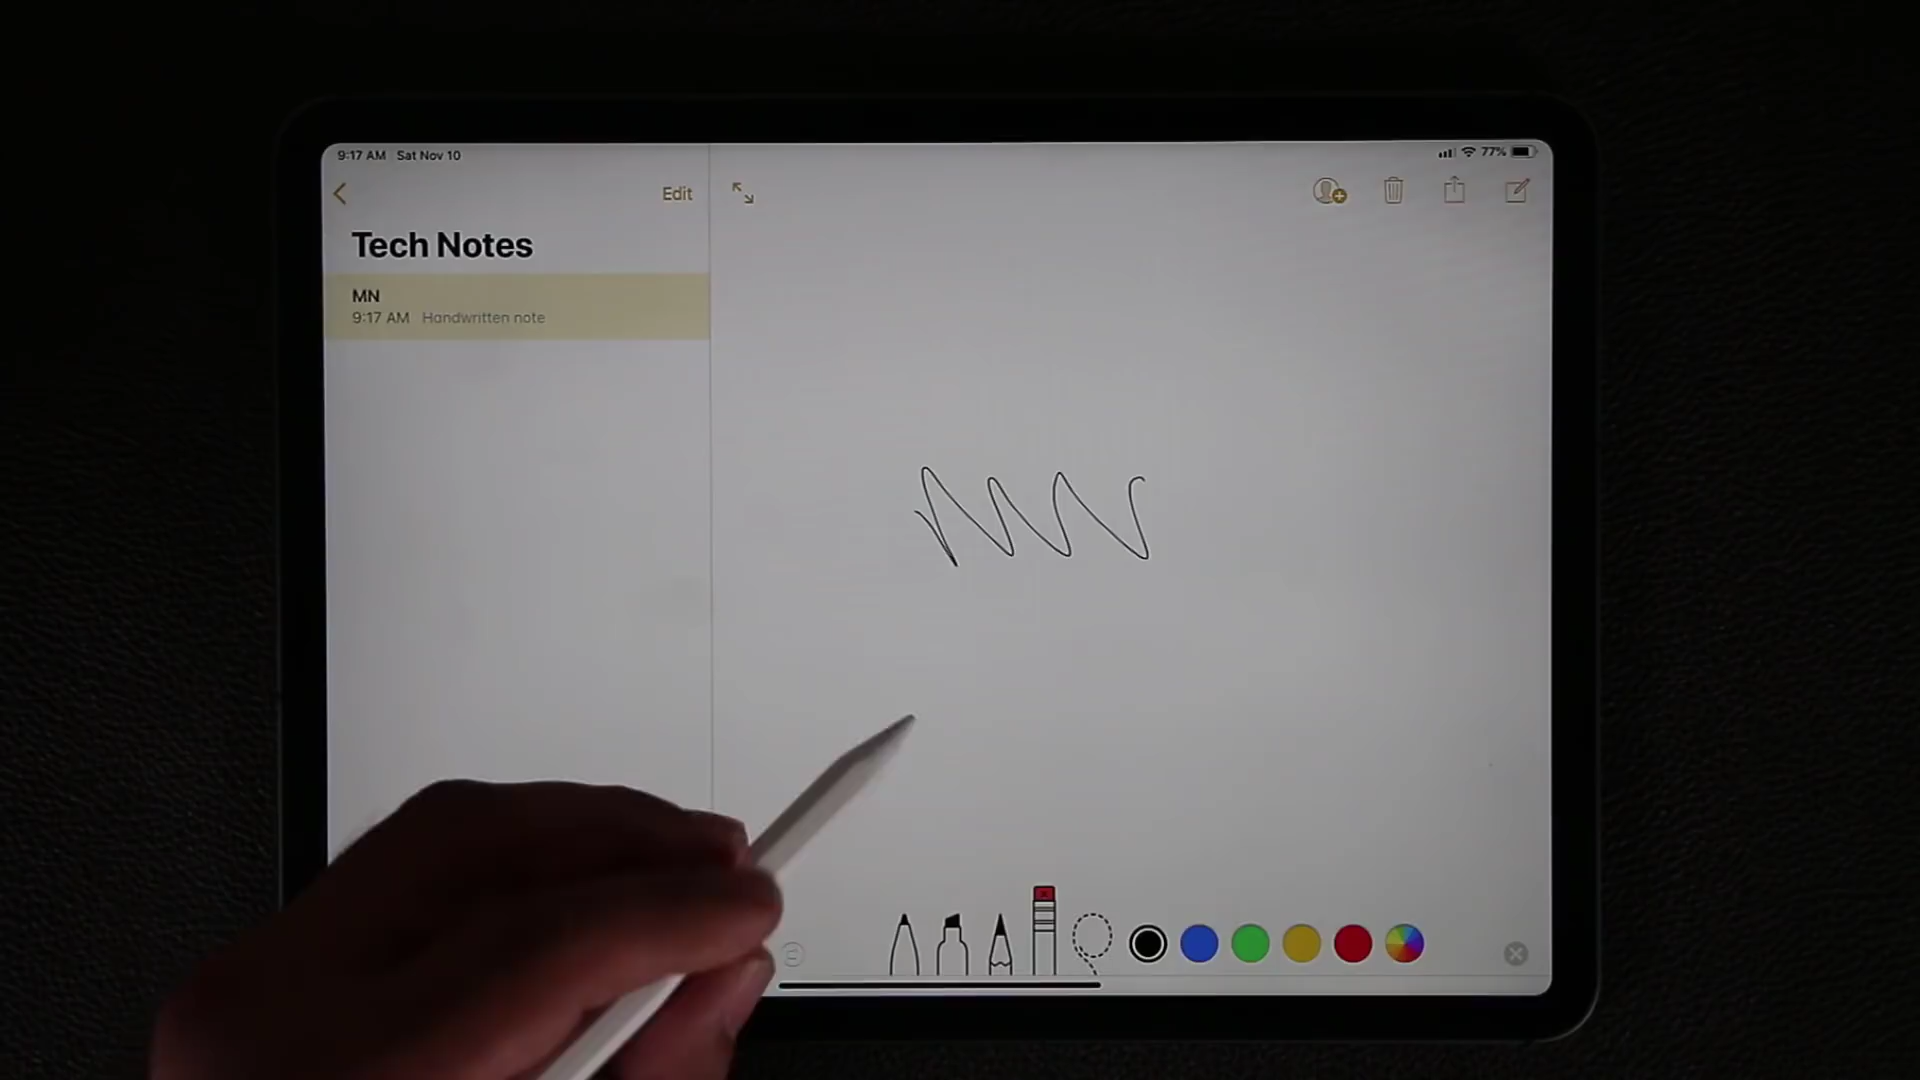 9:17 AM Sat Nov 10
77%
Edit
Tech Notes
MN
9:17 AM Handwritten note